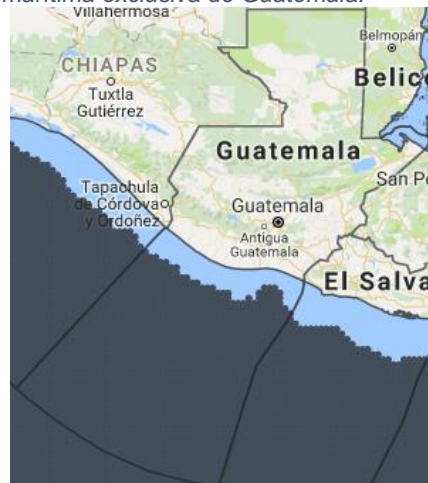 marítima exclusiva de Guatemala.
Villahermosa
Belmopán
CHIAPAS
Belice
Tuxtla
Gutiérrez
Guatemala
San P
Tapachula
de Córdova
y Ordoñez
Guatemala
Antigua
Guatemala
El Salva